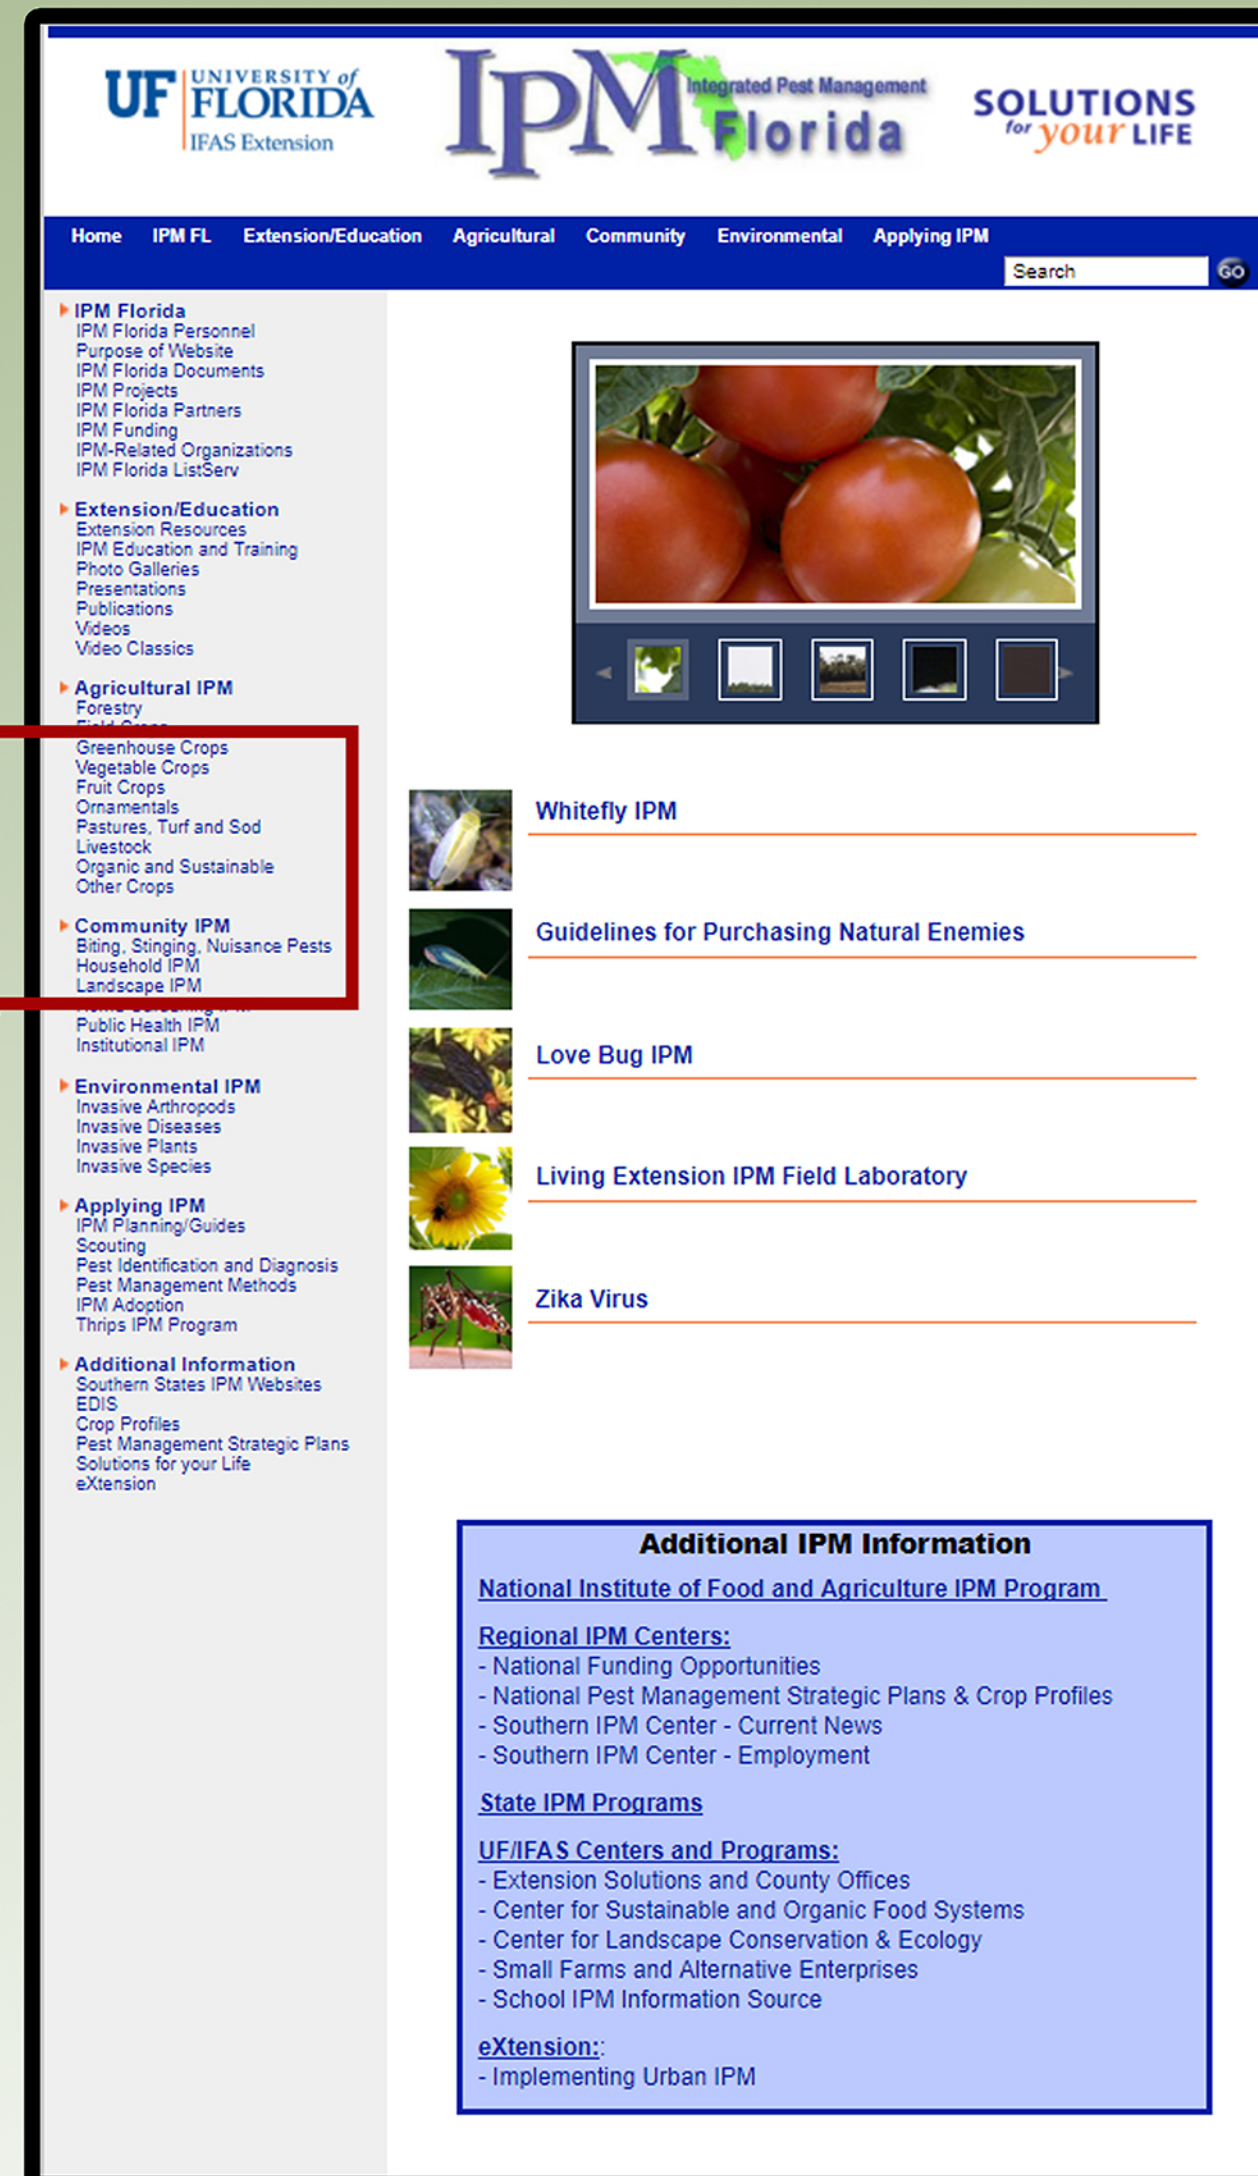 UF UNIVERSITY of FLORIDA
IFAS Extension
IPM Integrated Pest Management
Florida
SOLUTIONS
for your LIFE
Home IPM FL Extension/Education Agricultural Community Environmental Applying IPM
Search GO
IPM Florida
IPM Florida Personnel
Purpose of Website
IPM Florida Documents
IPM Projects
IPM Florida Partners
IPM Funding
IPM-Related Organizations
IPM Florida ListServ
Extension/Education
Extension Resources
IPM Education and Training
Photo Galleries
Presentations
Publications
Videos
Video Classics
Agricultural IPM
Forestry
Field Crops
Greenhouse Crops
Vegetable Crops
Fruit Crops
Ornamentals
Pastures, Turf and Sod
Livestock
Organic and Sustainable
Other Crops
Community IPM
Biting, Stinging, Nuisance Pests
Household IPM
Landscape IPM
Public Health IPM
Institutional IPM
Environmental IPM
Invasive Arthropods
Invasive Diseases
Invasive Plants
Invasive Species
Applying IPM
IPM Planning/Guides
Scouting
Pest Identification and Diagnosis
Pest Management Methods
IPM Adoption
Thrips IPM Program
Additional Information
Southern States IPM Websites
EDIS
Crop Profiles
Pest Management Strategic Plans
Solutions for your Life
eXtension
Whitefly IPM
Guidelines for Purchasing Natural Enemies
Love Bug IPM
Living Extension IPM Field Laboratory
Zika Virus
Additional IPM Information
National Institute of Food and Agriculture IPM Program
Regional IPM Centers:
- National Funding Opportunities
- National Pest Management Strategic Plans & Crop Profiles
- Southern IPM Center - Current News
- Southern IPM Center - Employment
State IPM Programs
UF/IFAS Centers and Programs:
- Extension Solutions and County Offices
- Center for Sustainable and Organic Food Systems
- Center for Landscape Conservation & Ecology
- Small Farms and Alternative Enterprises
- School IPM Information Source
eXtension::
- Implementing Urban IPM